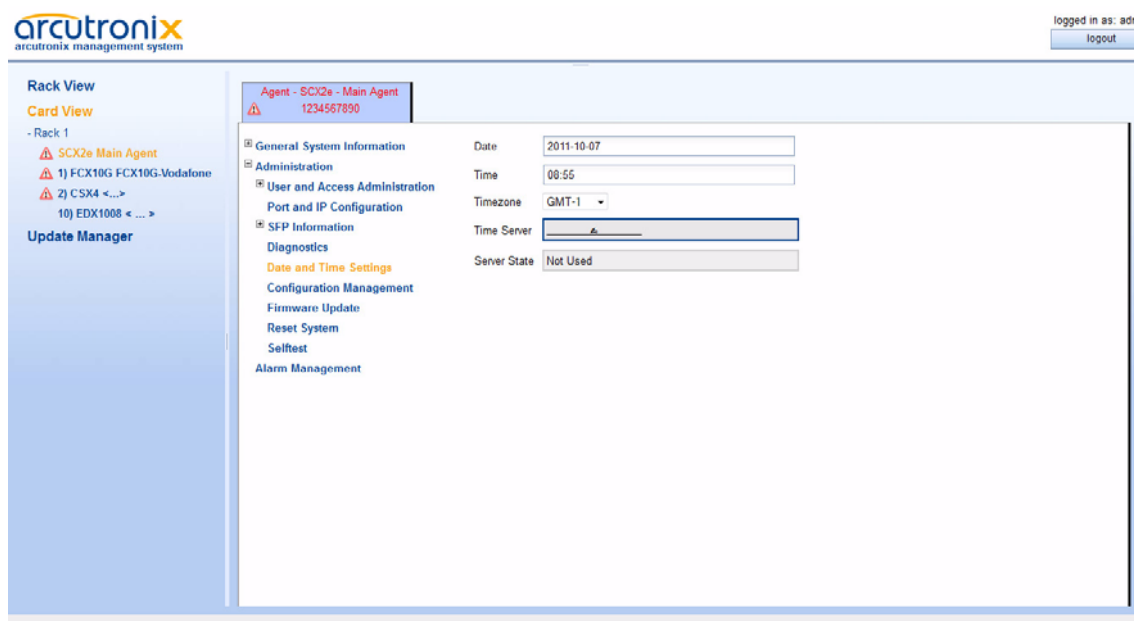 arcutronix
arcutronix management system
logged in as: adr
logout
Rack View
Card View
- Rack 1
SCX2e Main Agent
1) FCX10G FCX10G-Vodafone
2) CSX4 <...>
10) EDX1008 < ... >
Update Manager
Agent - SCX2e - Main Agent
1234567890
General System Information
Administration
User and Access Administration
Port and IP Configuration
SFP Information
Diagnostics
Date and Time Settings
Configuration Management
Firmware Update
Reset System
Selftest
Alarm Management
Date 2011-10-07
Time 08:55
Timezone GMT-1
Time Server
Server State Not Used